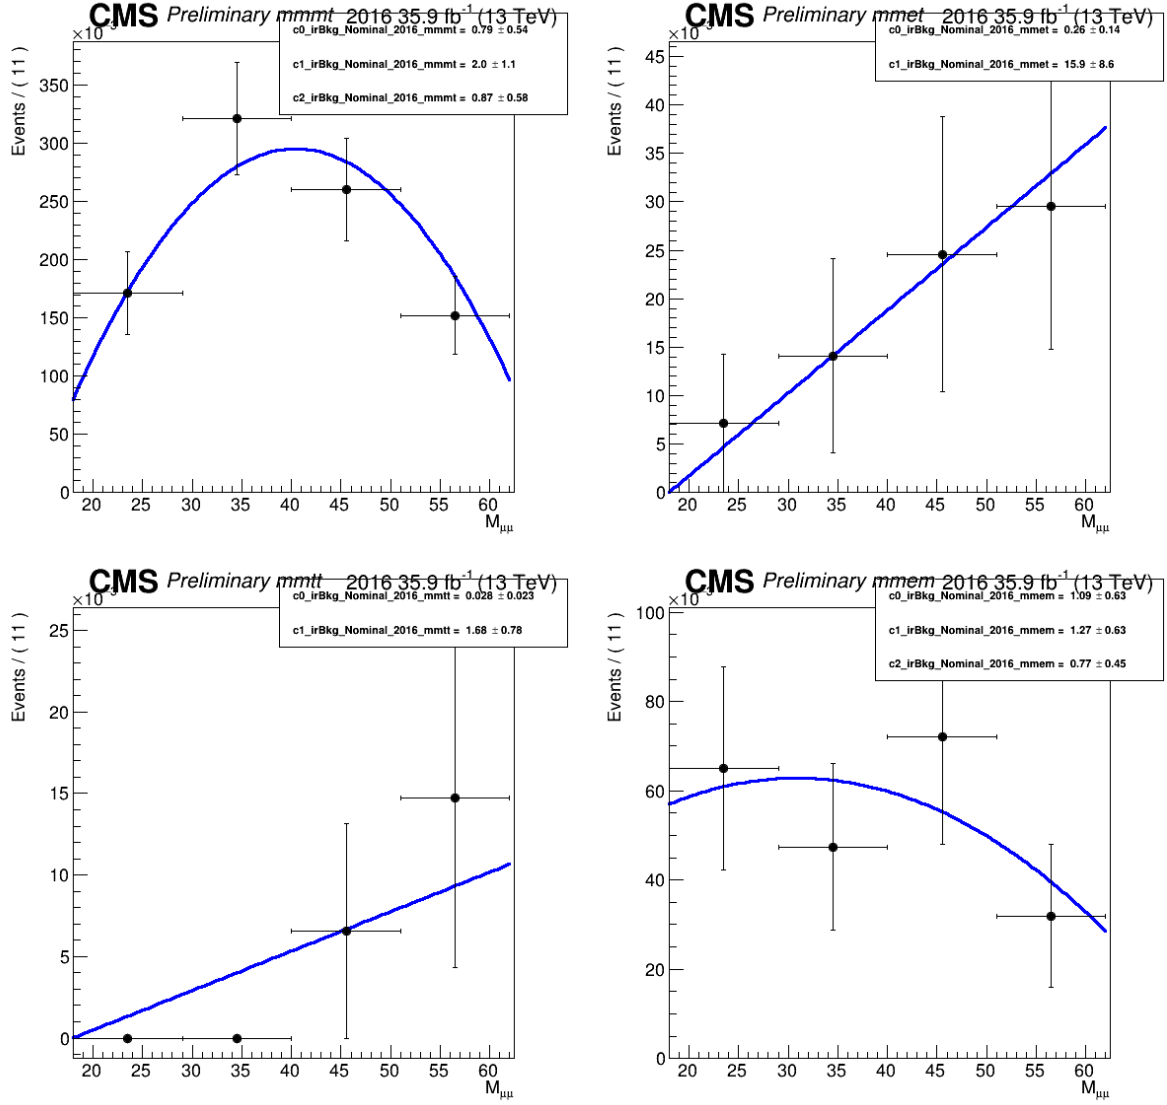 CMS Preliminary mmmt 2016 35.9 fb-1 (13 TeV)
×10-3
c0_irBkg_Nominal_2016_mmmt = 0.79 ± 0.54
c1_irBkg_Nominal_2016_mmmt = 2.0 ± 1.1
c2_irBkg_Nominal_2016_mmmt = 0.87 ± 0.58
Events / ( 11 )
350
300
250
200
150
100
50
0
20 25 30 35 40 45 50 55 60
Mμμ
CMS Preliminary mmet 2016 35.9 fb-1 (13 TeV)
×10-3
c0_irBkg_Nominal_2016_mmet = 0.26 ± 0.14
c1_irBkg_Nominal_2016_mmet = 15.9 ± 8.6
Events / ( 11 )
45
40
35
30
25
20
15
10
5
0
20 25 30 35 40 45 50 55 60
Mμμ
CMS Preliminary mmtt 2016 35.9 fb-1 (13 TeV)
×10-3
c0_irBkg_Nominal_2016_mmtt = 0.028 ± 0.023
c1_irBkg_Nominal_2016_mmtt = 1.68 ± 0.78
Events / ( 11 )
25
20
15
10
5
0
20 25 30 35 40 45 50 55 60
Mμμ
CMS Preliminary mmem 2016 35.9 fb-1 (13 TeV)
×10-3
c0_irBkg_Nominal_2016_mmem = 1.09 ± 0.63
c1_irBkg_Nominal_2016_mmem = 1.27 ± 0.63
c2_irBkg_Nominal_2016_mmem = 0.77 ± 0.45
Events / ( 11 )
100
80
60
40
20
0
20 25 30 35 40 45 50 55 60
Mμμ